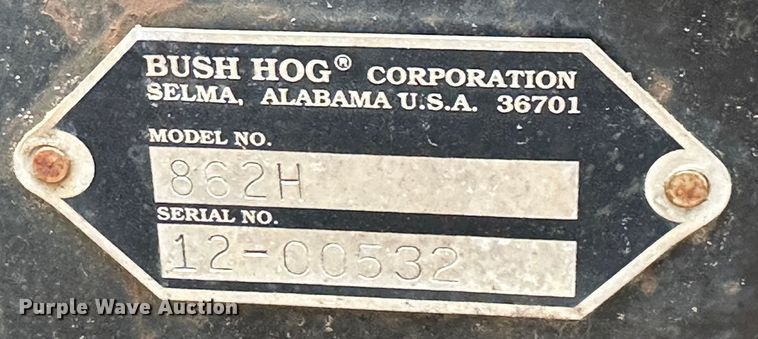 BUSH HOG® CORPORATION
SELMA, ALABAMA U.S.A. 36701
MODEL NO.
862H
SERIAL NO.
12-00532
Purple Wave Auction